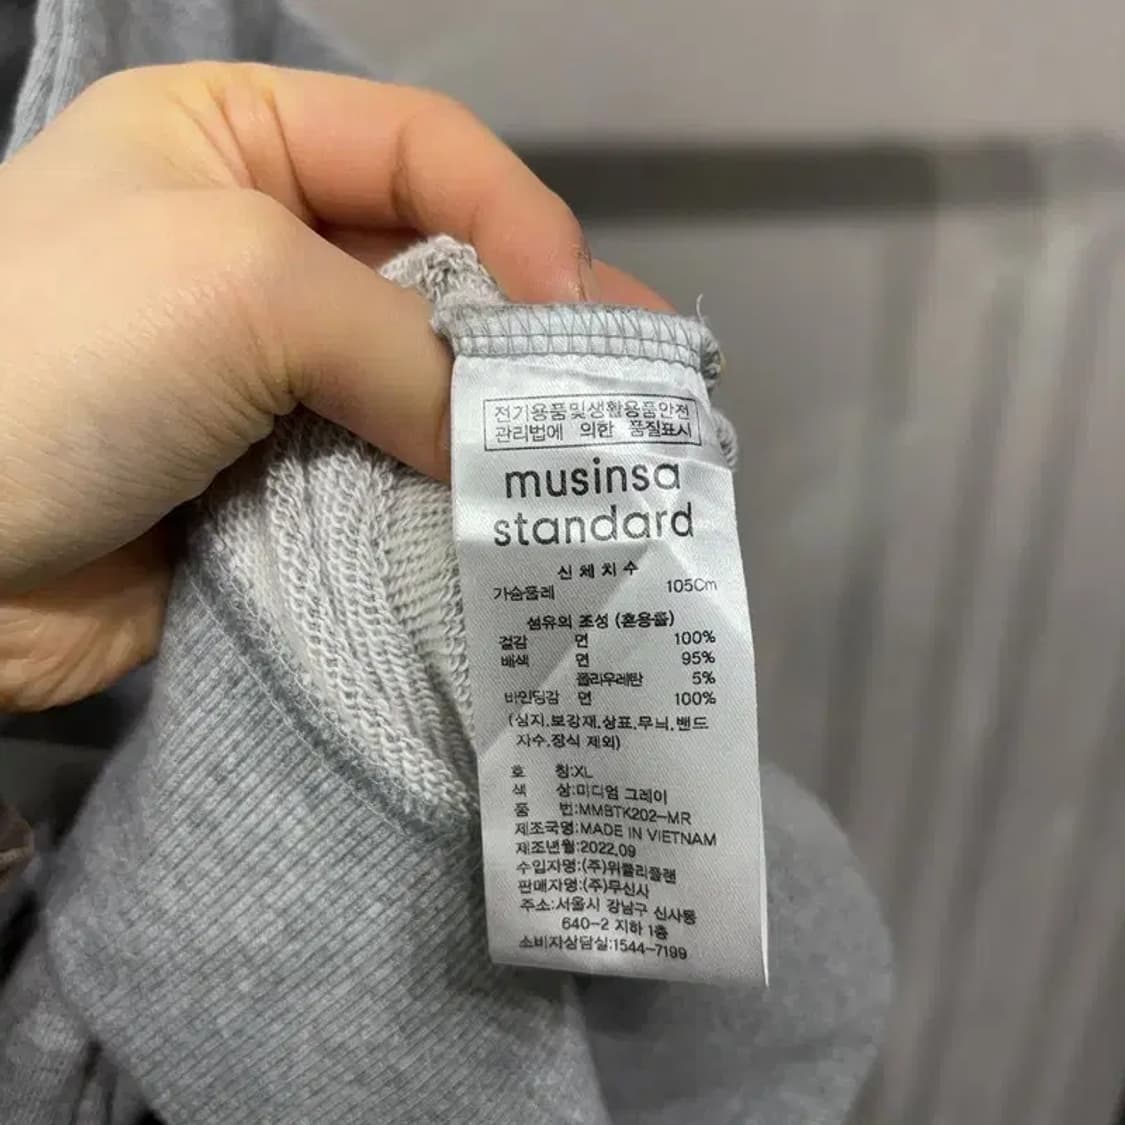 전기용품및생활용품안전
관리법에 의한 품질표시
musinsa
standard
신체치수
가슴둘레 105Cm
섬유의 조성 (혼용율)
겉감 면 100%
배색 면 95%
폴리우레탄 5%
바인딩감 면 100%
(심지.보강재.상표.무늬.밴드
자수.장식 제외)
호 칭:XL
색 상:미디엄 그레이
품 번:MMBTK202-MR
제조국명:MADE IN VIETNAM
제조년월:2022.09
수입자명:(주)위클리플랜
판매자명:(주)무신사
주소:서울시 강남구 신사동
640-2 지하 1층
소비자상담실:1544-7199